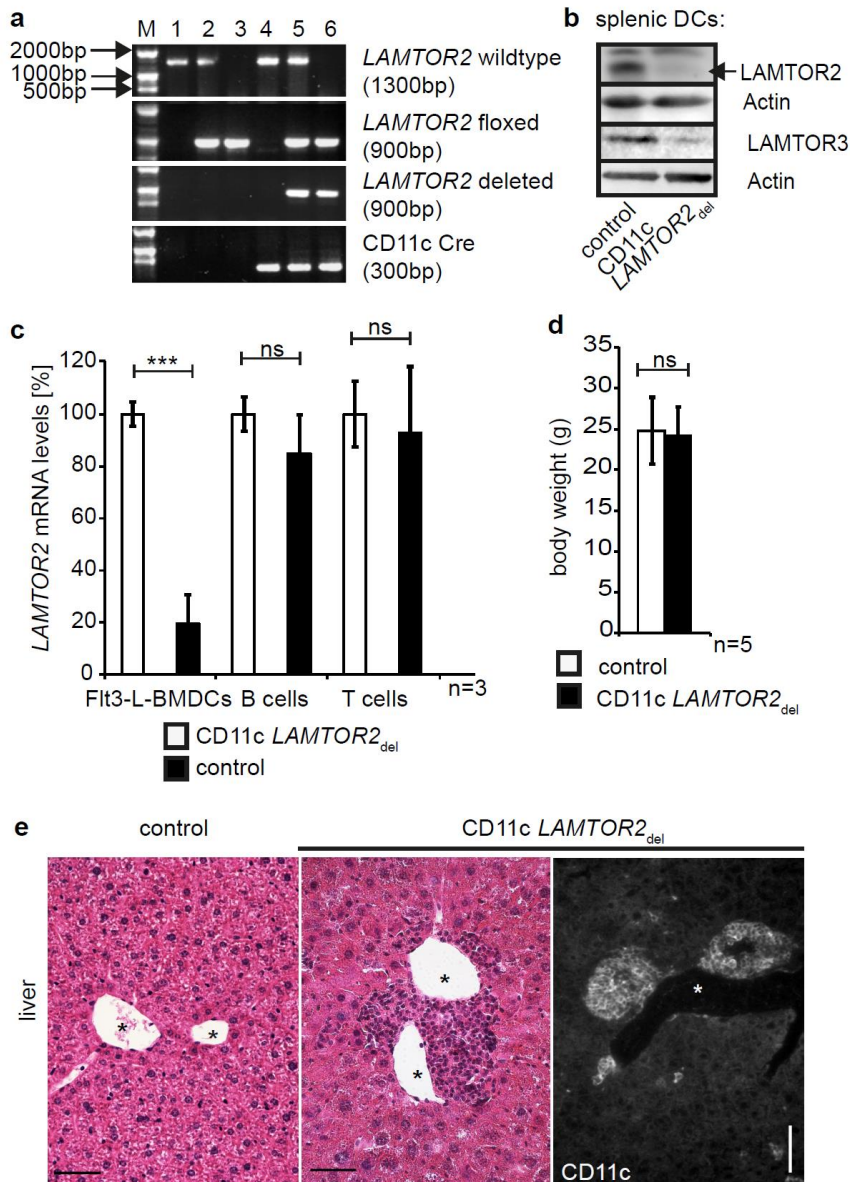 a
M 1 2 3 4 5 6
2000bp
1000bp
500bp
LAMTOR2 wildtype
(1300bp)
LAMTOR2 floxed
(900bp)
LAMTOR2 deleted
(900bp)
CD11c Cre
(300bp)
b splenic DCs:
LAMTOR2
Actin
LAMTOR3
Actin
control
CD11c
LAMTOR2del
c
LAMTOR2 mRNA levels [%]
120
100
80
60
40
20
0
***
ns
ns
Flt3-L-BMDCs B cells T cells
n=3
CD11c LAMTOR2del
control
d
body weight (g)
35
30
25
20
15
10
5
0
ns
n=5
control
CD11c LAMTOR2del
e
control
CD11c LAMTOR2del
liver
* * * * *
CD11c